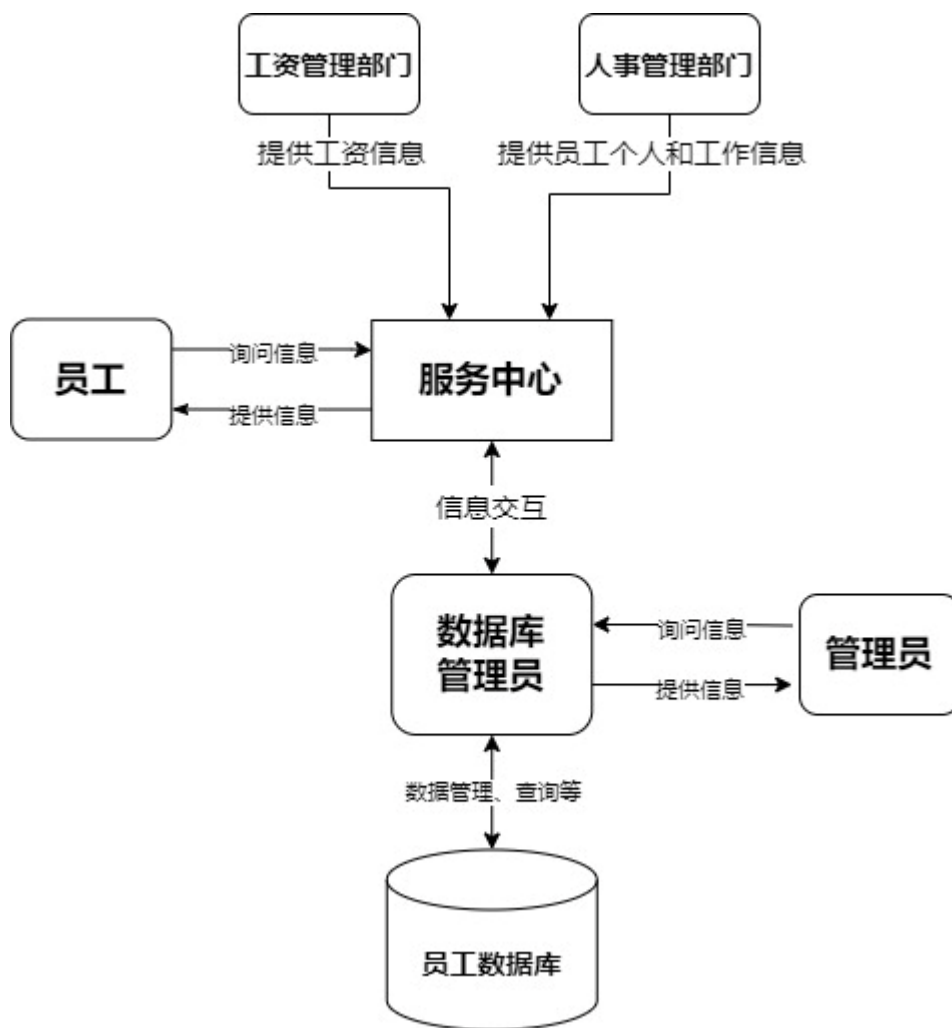 工资管理部门
人事管理部门
提供工资信息
提供员工个人和工作信息
员工
询问信息
提供信息
服务中心
信息交互
数据库
管理员
询问信息
提供信息
管理员
数据管理、查询等
员工数据库